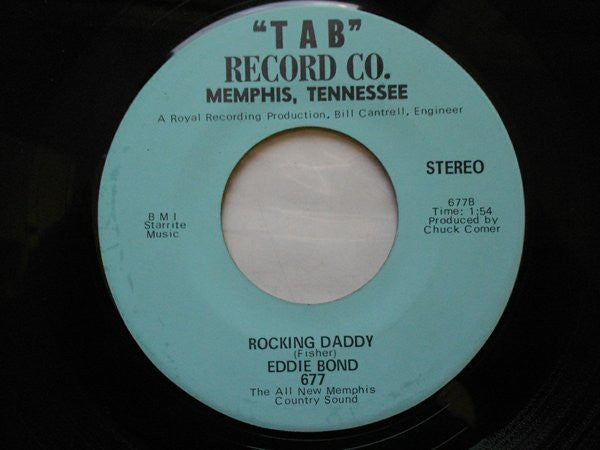 "TAB"
RECORD CO.
MEMPHIS, TENNESSEE
A Royal Recording Production, Bill Cantrell, Engineer
STEREO
677B
Time: 1:54
Produced by
Chuck Comer
BMI
Starrite
Music
ROCKING DADDY
(Fisher)
EDDIE BOND
677
The All New Memphis
Country Sound